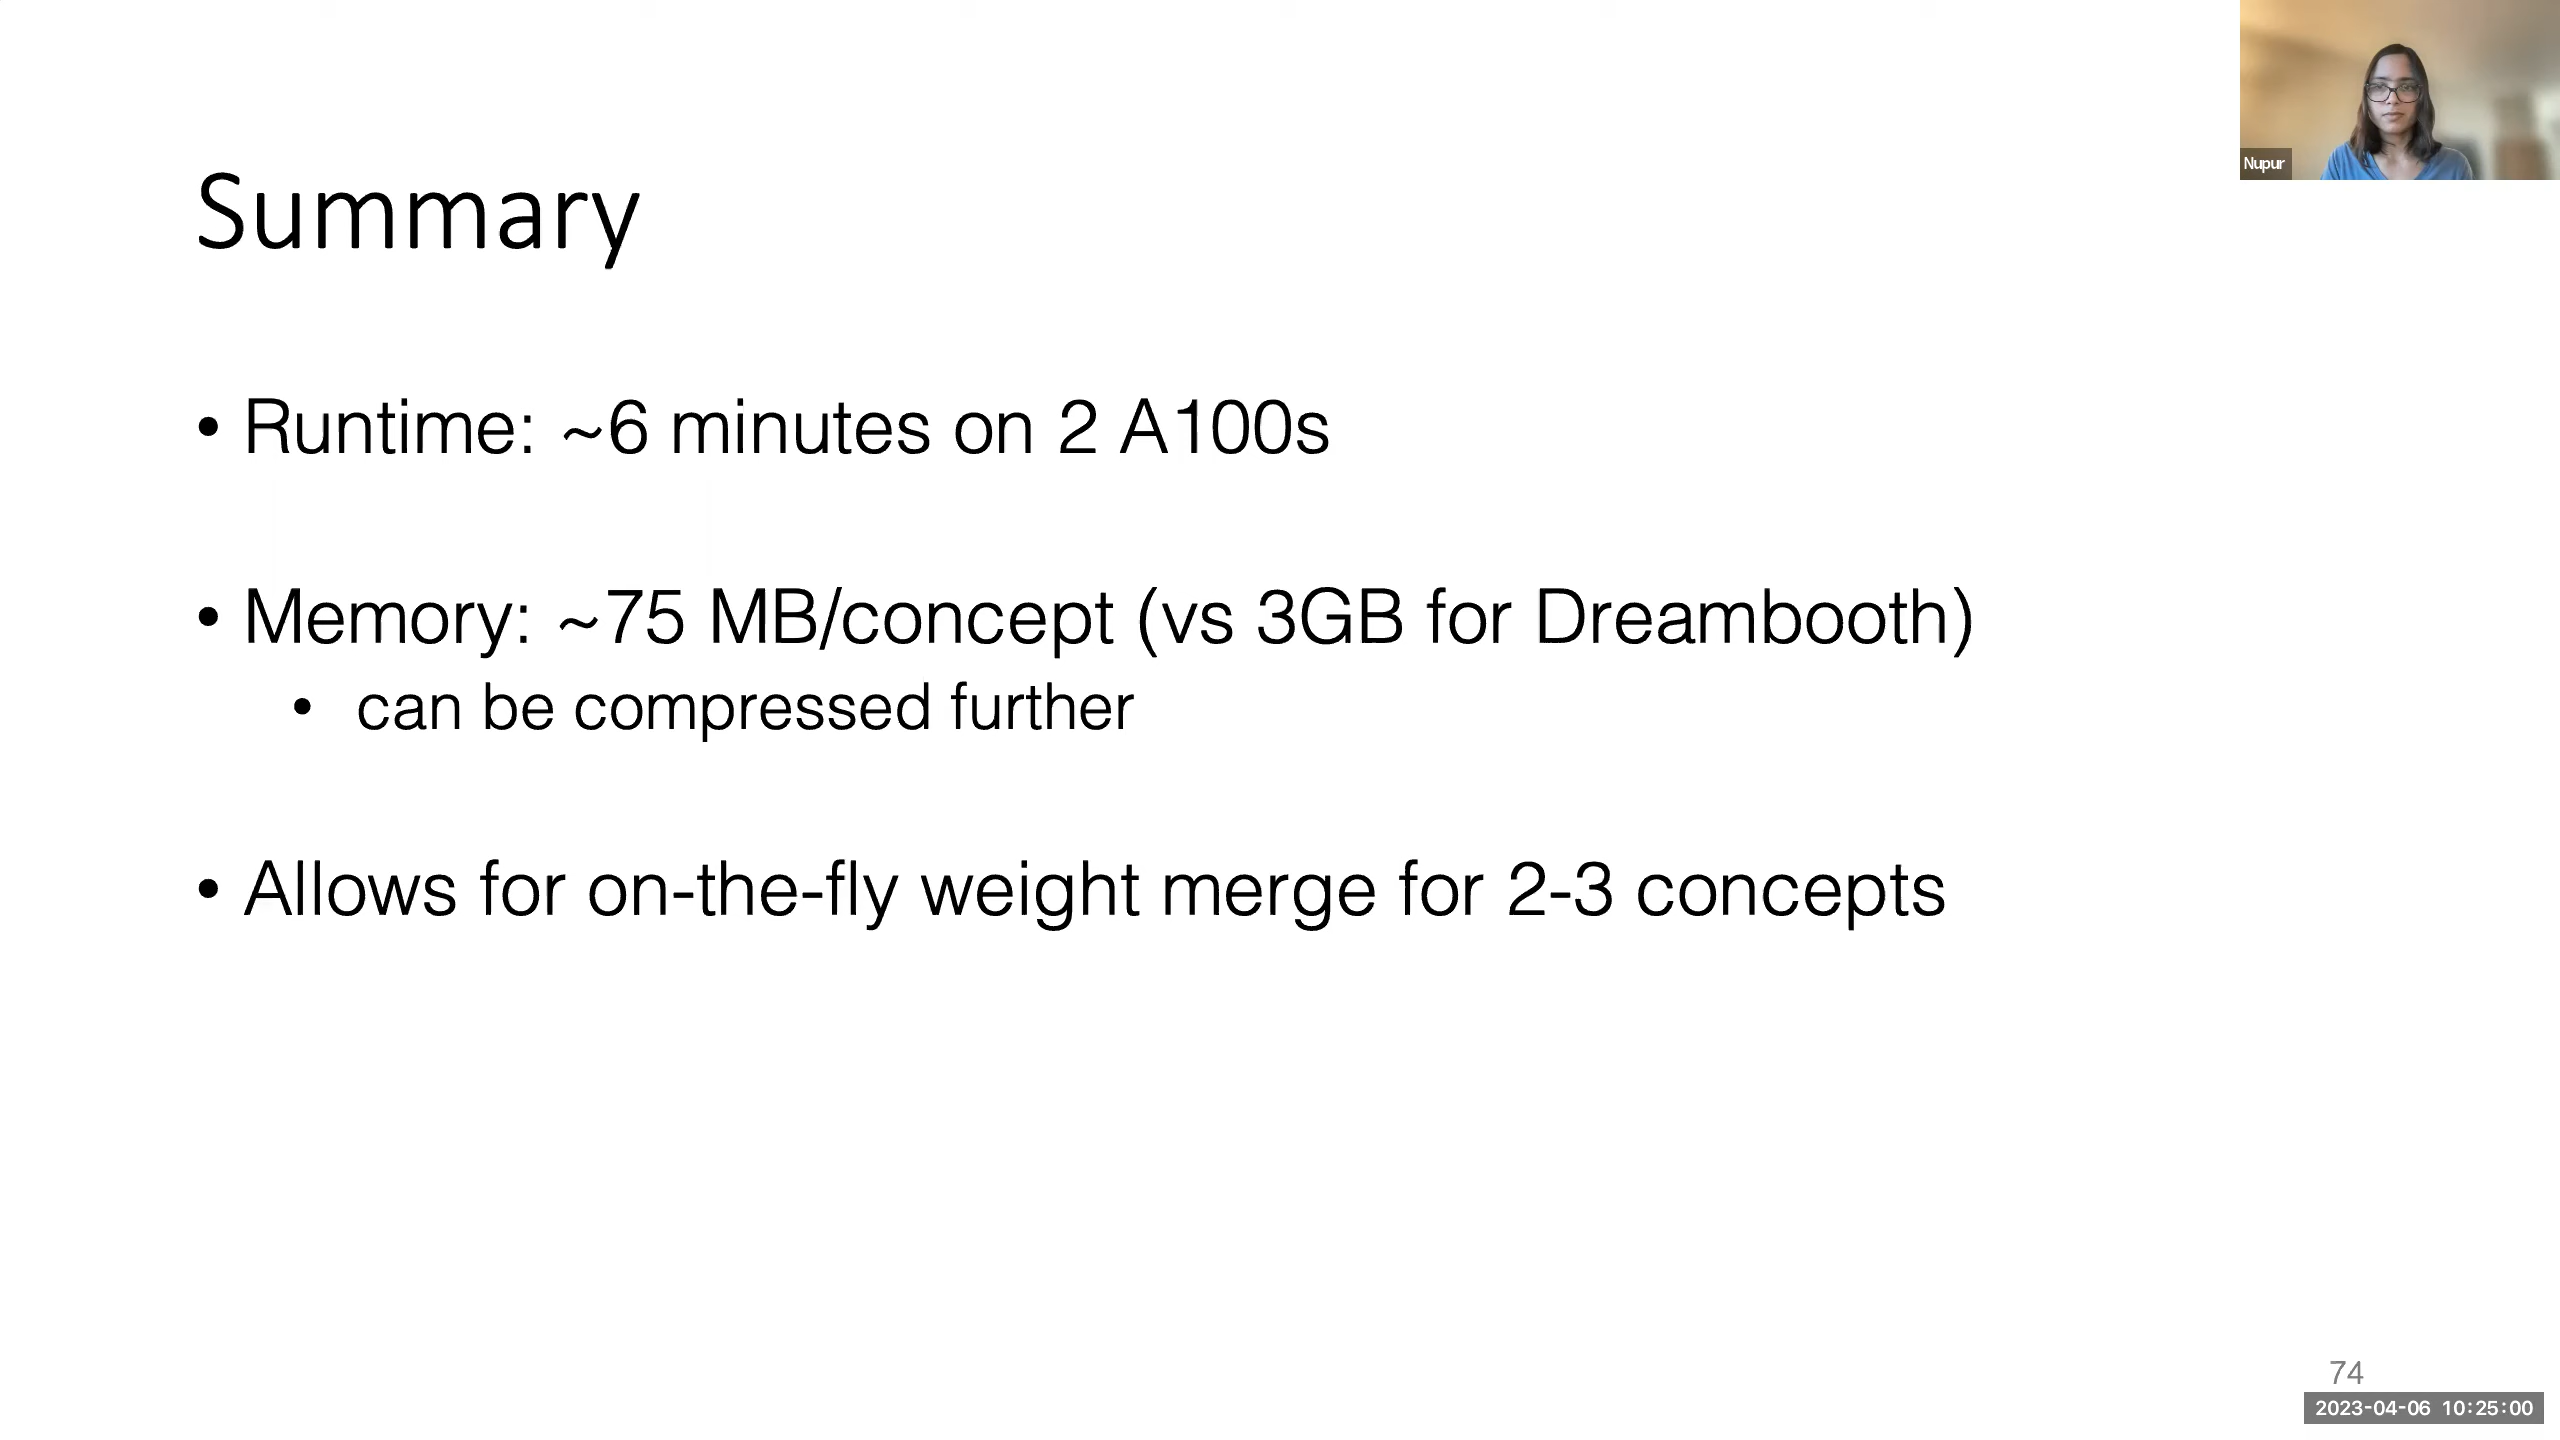 Nupur
Summary
• Runtime: ~6 minutes on 2 A100s
• Memory: ~75 MB/concept (vs 3GB for Dreambooth)
• can be compressed further
• Allows for on-the-fly weight merge for 2-3 concepts
74
2023-04-06 10:25:00